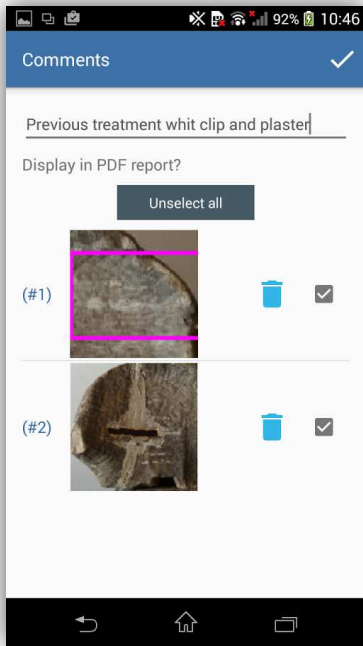 92% 10:46
Comments
Previous treatment whit clip and plaster
Display in PDF report?
Unselect all
(#1)
(#2)